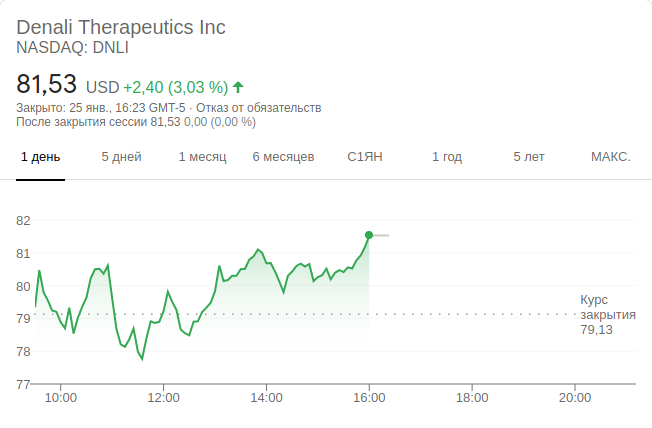 Denali Therapeutics Inc
NASDAQ: DNLI
81,53 USD +2,40 (3,03 %)
Закрыто: 25 янв., 16:23 GMT-5 · Отказ от обязательств
После закрытия сессии 81,53 0,00 (0,00 %)
1 день 5 дней 1 месяц 6 месяцев С1ЯН 1 год 5 лет МАКС.
82
81
80
79
78
77
Курс
закрытия
79,13
10:00 12:00 14:00 16:00 18:00 20:00